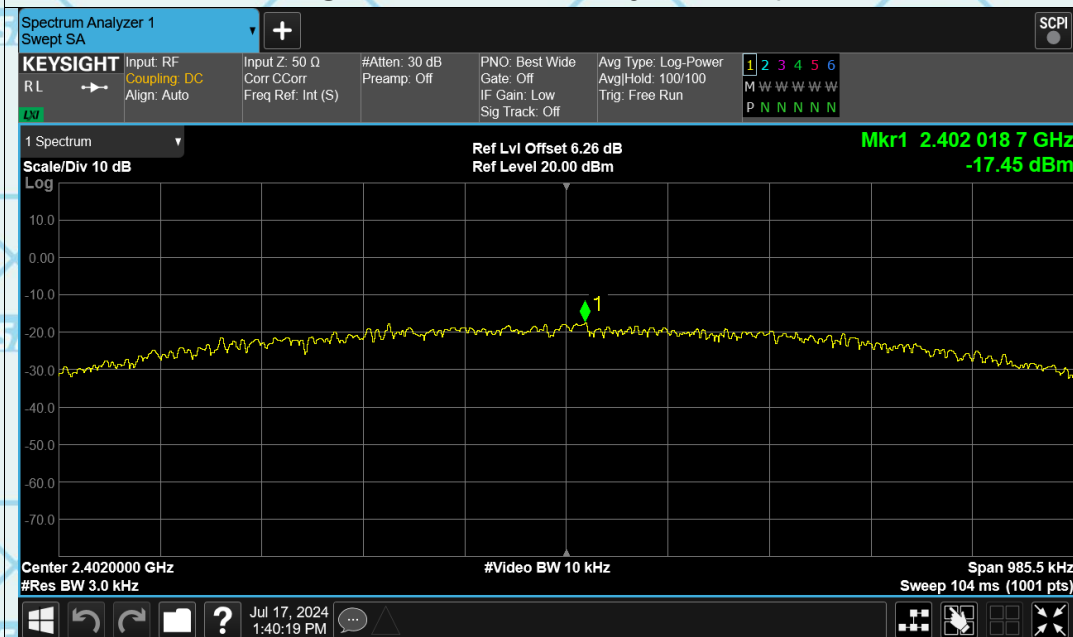 Spectrum Analyzer 1
Swept SA
+
SCPI
KEYSIGHT
RL
LXI
Input: RF
Coupling: DC
Align: Auto
Input Z: 50 Ω
Corr CCorr
Freq Ref: Int (S)
#Atten: 30 dB
Preamp: Off
PNO: Best Wide
Gate: Off
IF Gain: Low
Sig Track: Off
Avg Type: Log-Power
Avg|Hold: 100/100
Trig: Free Run
1 2 3 4 5 6
M W W W W W
P N N N N N
1 Spectrum
Scale/Div 10 dB
Ref Lvl Offset 6.26 dB
Ref Level 20.00 dBm
Mkr1 2.402 018 7 GHz
-17.45 dBm
Log
10.0
0.00
-10.0
1
-20.0
-30.0
-40.0
-50.0
-60.0
-70.0
Center 2.4020000 GHz
#Video BW 10 kHz
Span 985.5 kHz
#Res BW 3.0 kHz
Sweep 104 ms (1001 pts)
?
Jul 17, 2024
1:40:19 PM